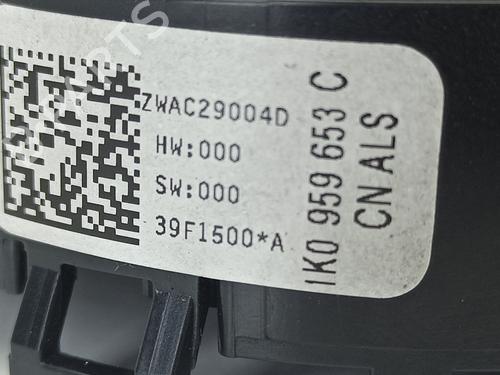 ZWAC29004D
HW:000
SW:000
39F1500*A
1K0 959 653 C
CN ALS